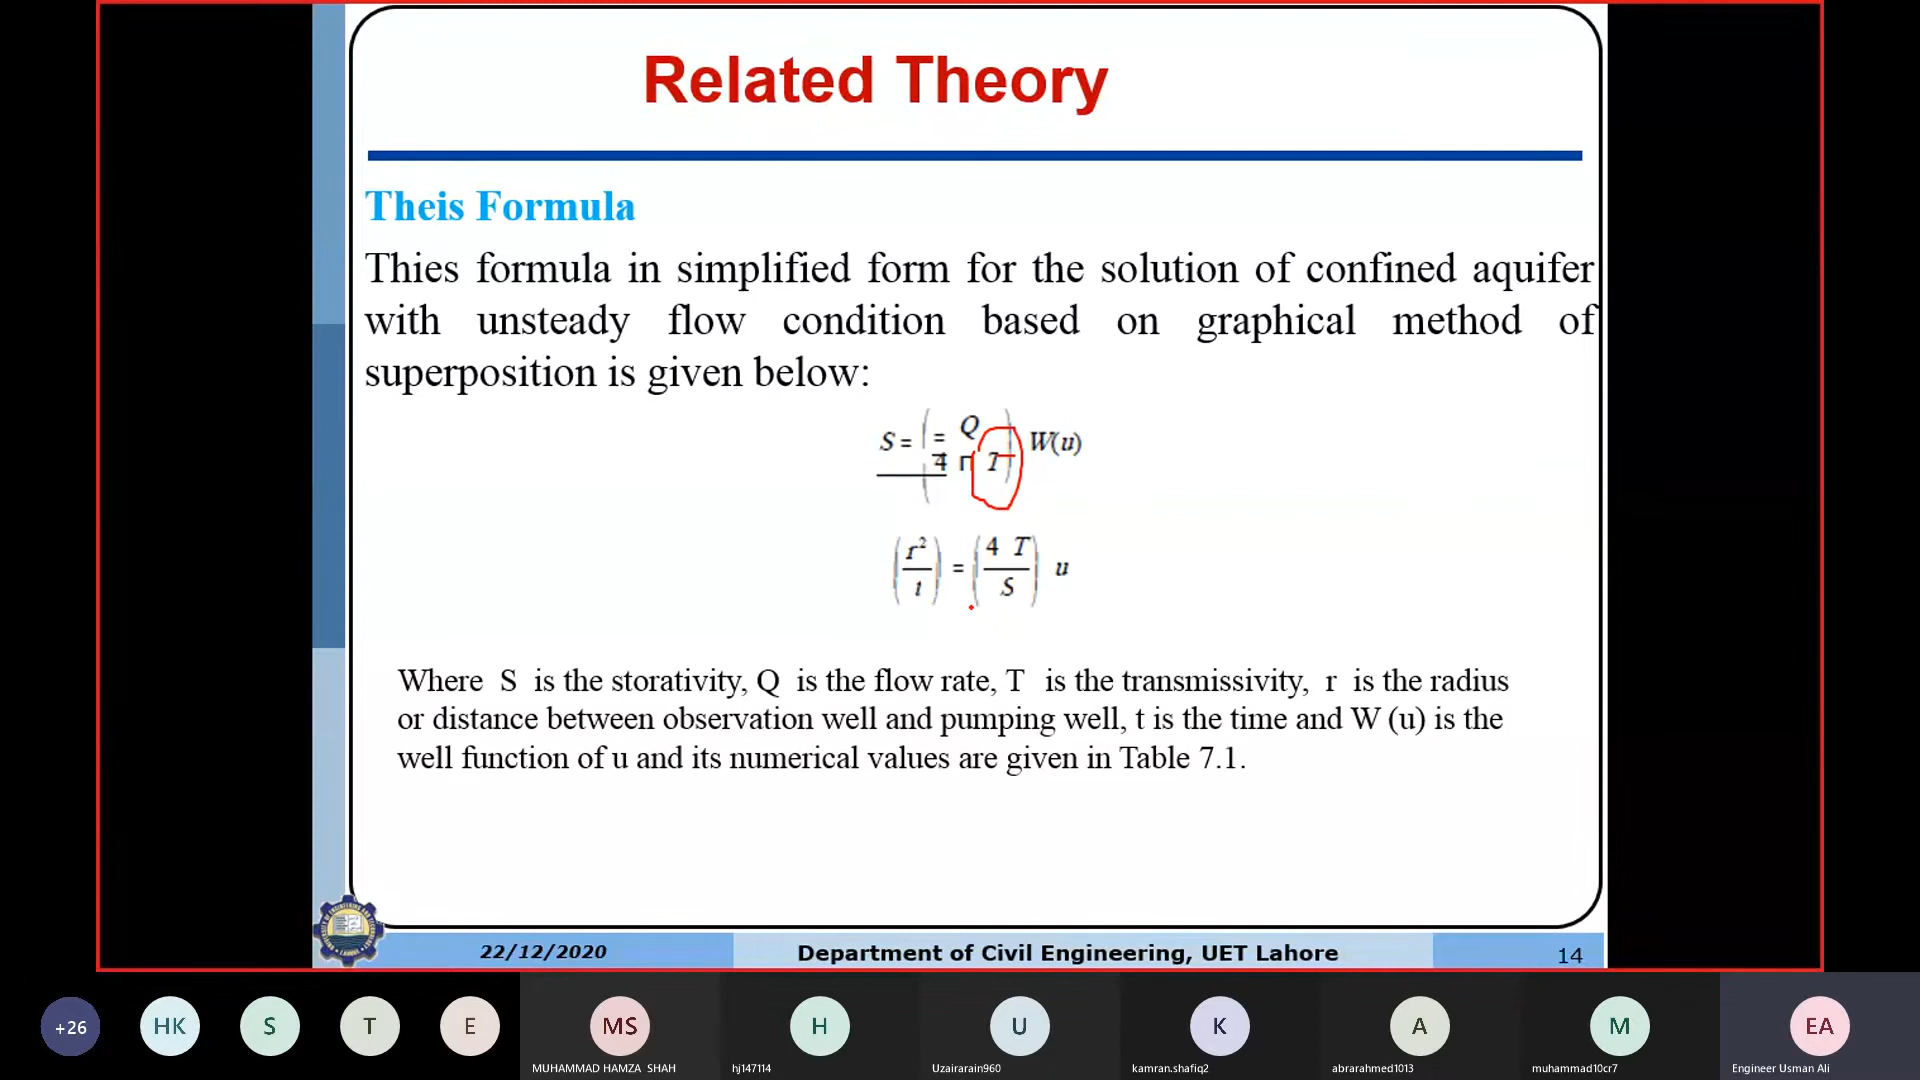 Related Theory
Theis Formula
Thies formula in simplified form for the solution of confined aquifer
with unsteady flow condition based on graphical method of
superposition is given below:
S = ( = Q / 4 π T ) W(u)
( r² / t ) = ( 4 T / S ) u
Where S is the storativity, Q is the flow rate, T is the transmissivity, r is the radius
or distance between observation well and pumping well, t is the time and W (u) is the
well function of u and its numerical values are given in Table 7.1.
22/12/2020
Department of Civil Engineering, UET Lahore
14
+26
HK
S
T
E
MS
H
U
K
A
M
EA
MUHAMMAD HAMZA SHAH
hj147114
Uzairarain960
kamran.shafiq2
abrarahmed1013
muhammad10cr7
Engineer Usman Ali